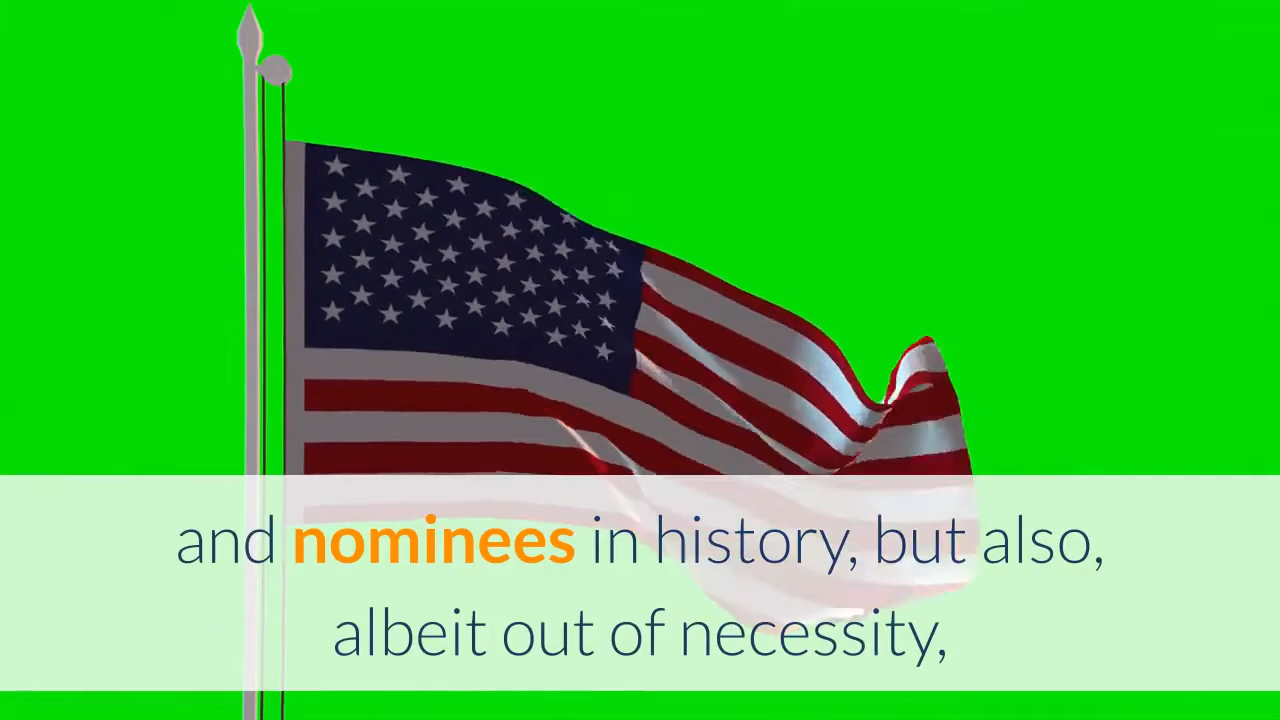 and nominees in history, but also,
albeit out of necessity,